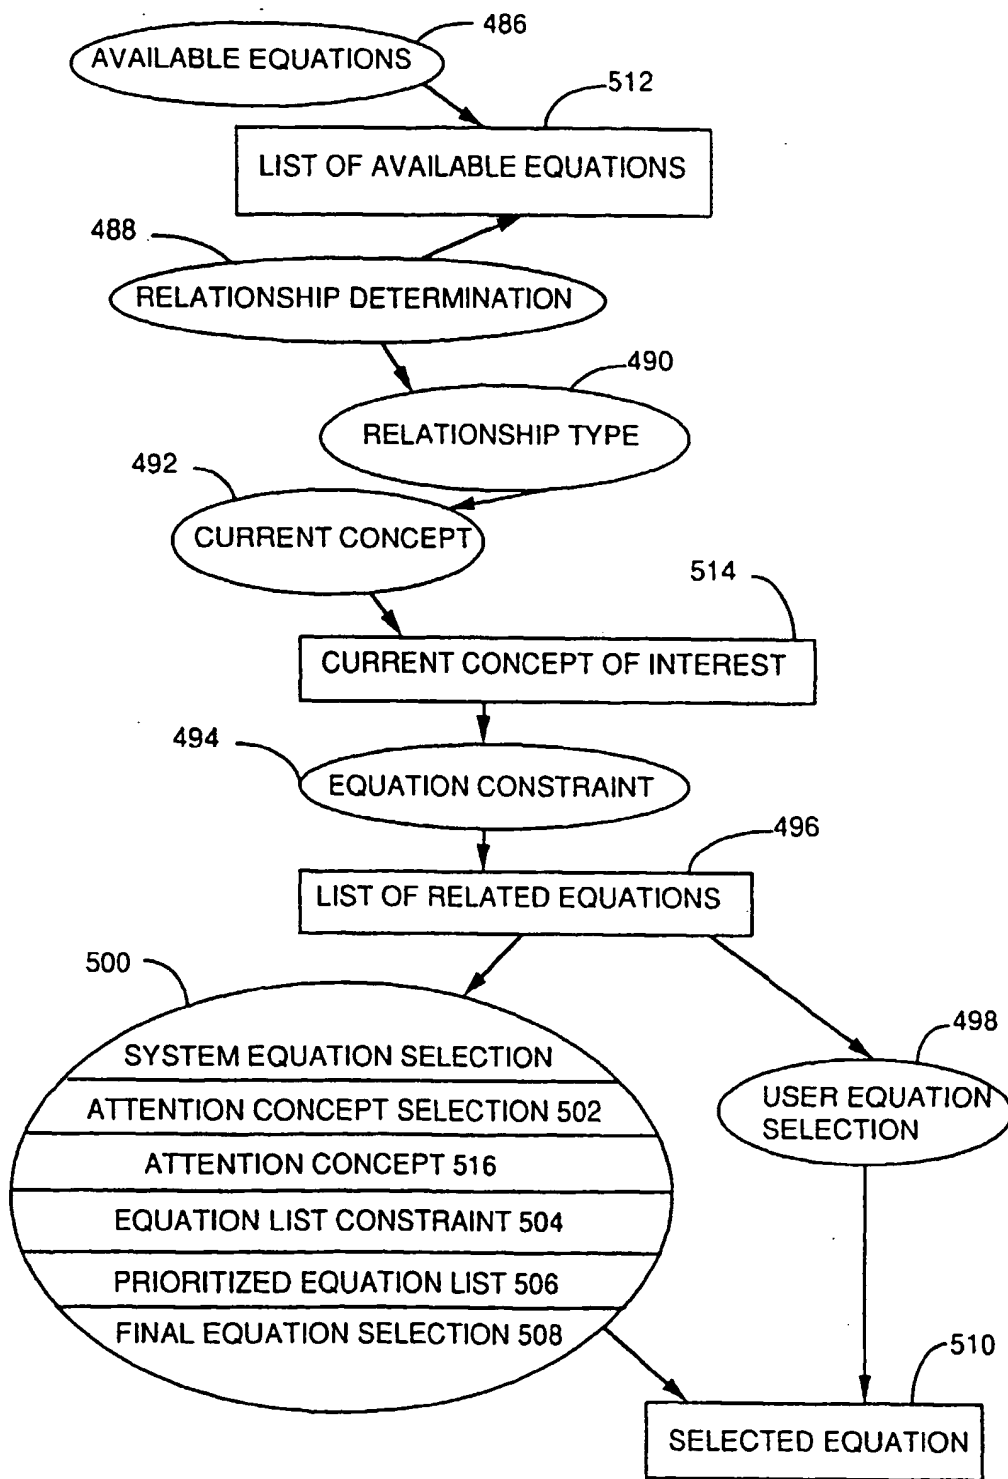 486
AVAILABLE EQUATIONS
512
LIST OF AVAILABLE EQUATIONS
488
RELATIONSHIP DETERMINATION
490
RELATIONSHIP TYPE
492
CURRENT CONCEPT
514
CURRENT CONCEPT OF INTEREST
494
EQUATION CONSTRAINT
496
LIST OF RELATED EQUATIONS
500
SYSTEM EQUATION SELECTION
ATTENTION CONCEPT SELECTION 502
ATTENTION CONCEPT 516
EQUATION LIST CONSTRAINT 504
PRIORITIZED EQUATION LIST 506
FINAL EQUATION SELECTION 508
498
USER EQUATION
SELECTION
510
SELECTED EQUATION